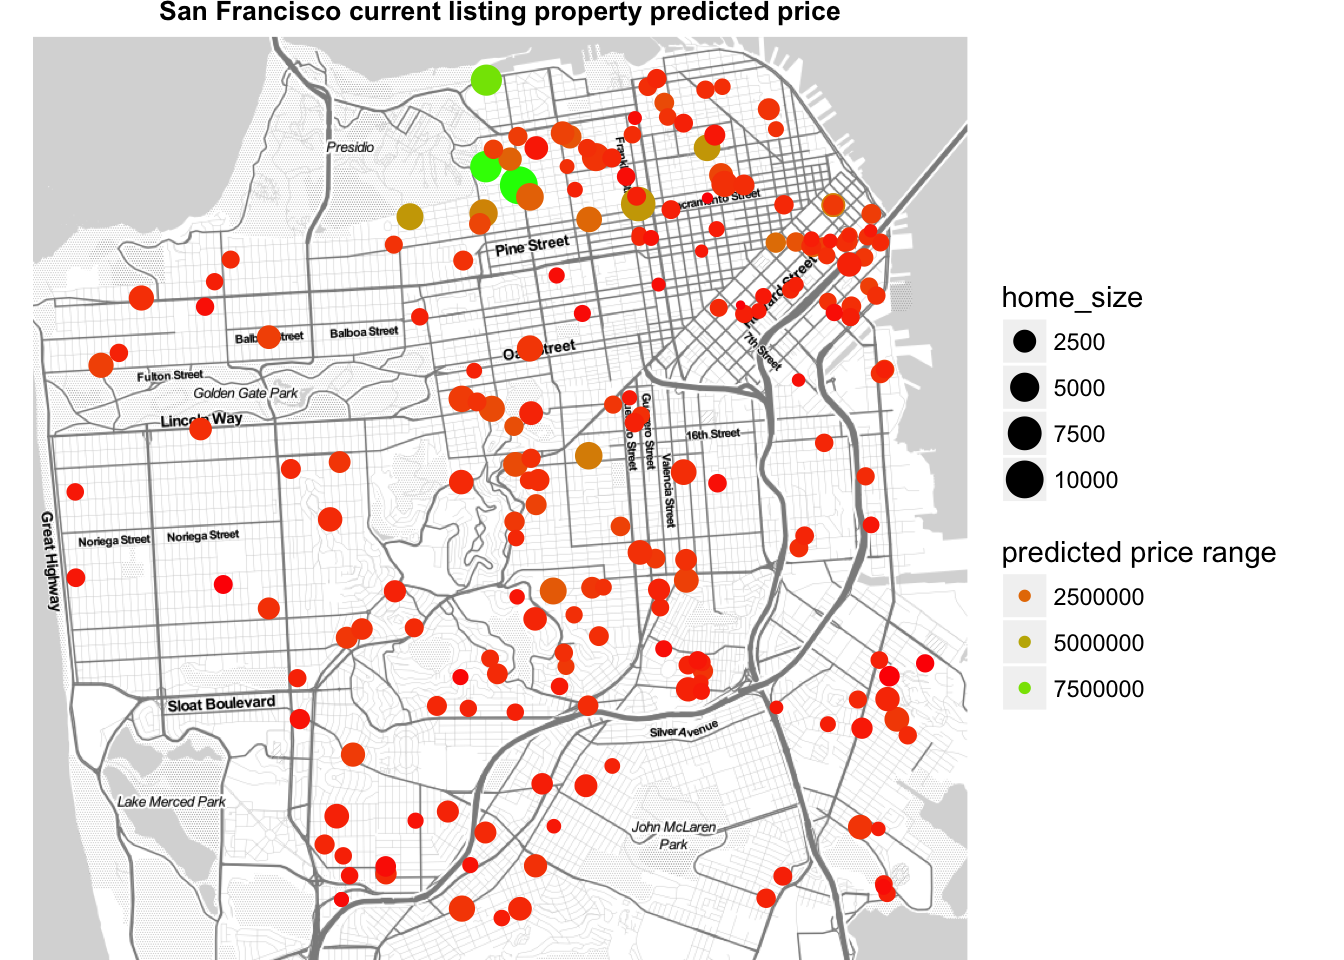 San Francisco current listing property predicted price
Presidio
Sacramento Street
Pine Street
Balboa Street
Balboa Street
Howard Street
7th Street
Oak Street
Fulton Street
Golden Gate Park
Lincoln Way
16th Street
Guerrero Street
Valencia Street
Great Highway
Noriega Street
Noriega Street
Sloat Boulevard
Silver Avenue
Lake Merced Park
John McLaren
Park
home_size
2500
5000
7500
10000
predicted price range
2500000
5000000
7500000